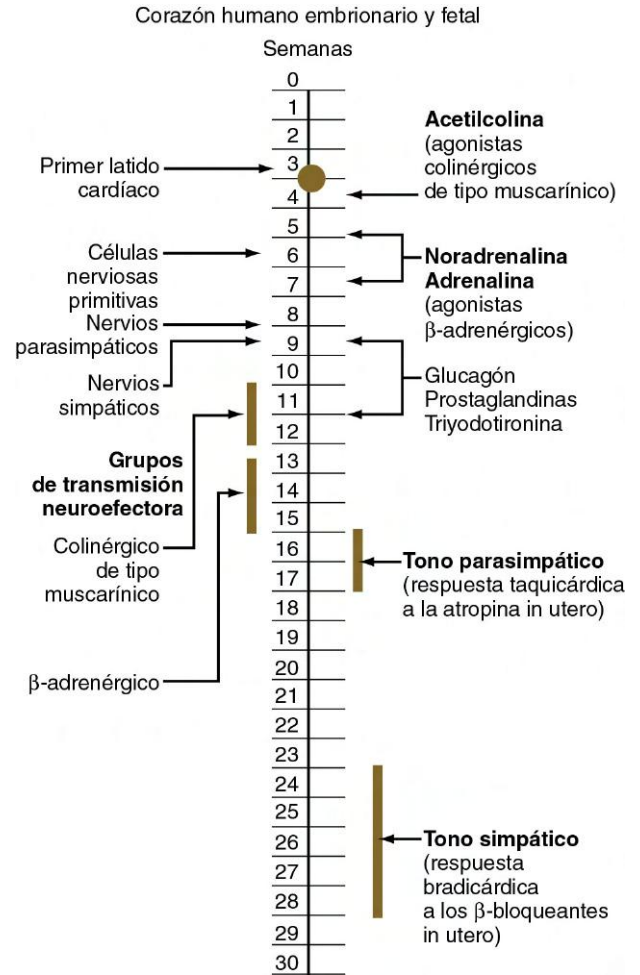 Corazón humano embrionario y fetal
Semanas
0
1
2
3
4
5
6
7
8
9
10
11
12
13
14
15
16
17
18
19
20
21
22
23
24
25
26
27
28
29
30
Primer latido
cardíaco
Células
nerviosas
primitivas
Nervios
parasimpáticos
Nervios
simpáticos
Grupos
de transmisión
neuroefectora
Colinérgico
de tipo
muscarínico
β-adrenérgico
Acetilcolina
(agonistas
colinérgicos
de tipo muscarínico)
Noradrenalina
Adrenalina
(agonistas
β-adrenérgicos)
Glucagón
Prostaglandinas
Triyodotironina
Tono parasimpático
(respuesta taquicárdica
a la atropina in utero)
Tono simpático
(respuesta
bradicárdica
a los β-bloqueantes
in utero)